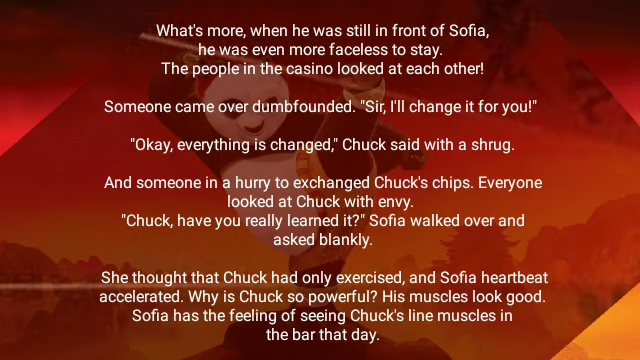 What's more, when he was still in front of Sofia,
he was even more faceless to stay.
The people in the casino looked at each other!
Someone came over dumbfounded. "Sir, I'll change it for you!"
"Okay, everything is changed," Chuck said with a shrug.
And someone in a hurry to exchanged Chuck's chips. Everyone
looked at Chuck with envy.
"Chuck, have you really learned it?" Sofia walked over and
asked blankly.
She thought that Chuck had only exercised, and Sofia heartbeat
accelerated. Why is Chuck so powerful? His muscles look good.
Sofia has the feeling of seeing Chuck's line muscles in
the bar that day.